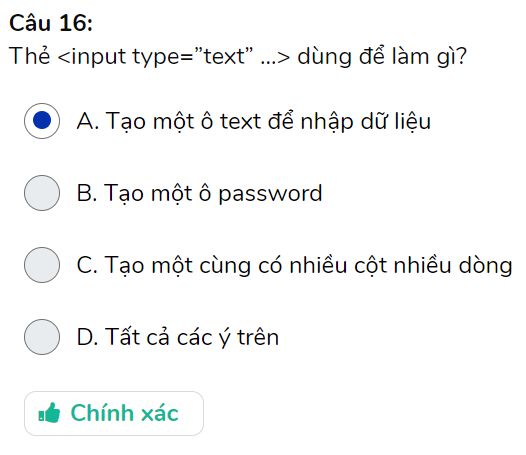 Câu 16:
Thẻ <input type=”text” ...> dùng để làm gì?
A. Tạo một ô text để nhập dữ liệu
B. Tạo một ô password
C. Tạo một cùng có nhiều cột nhiều dòng
D. Tất cả các ý trên
Chính xác